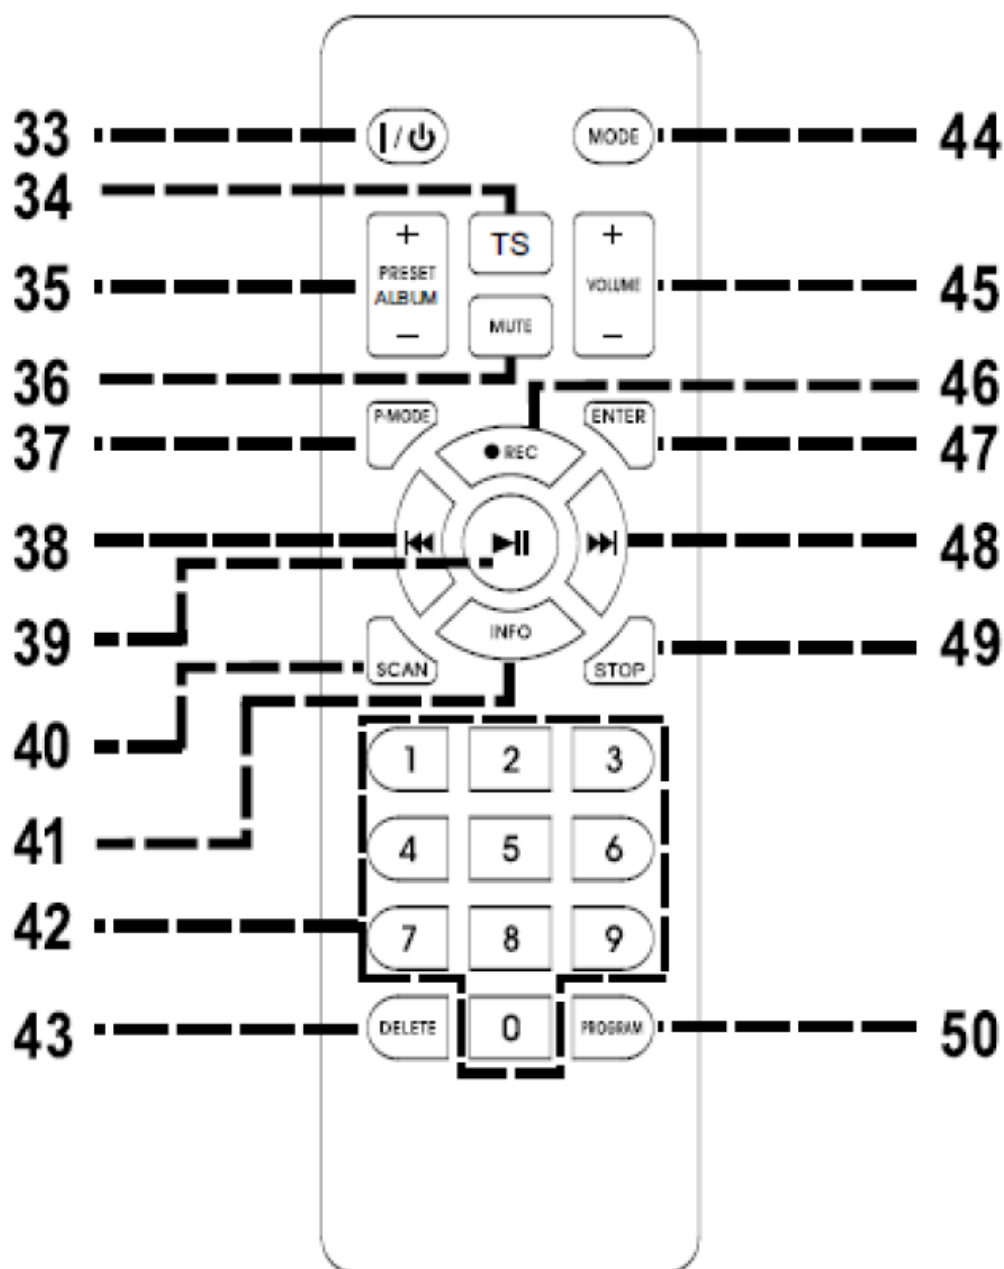 33
I/⏻
MODE
44
34
TS
35
+
PRESET
ALBUM
−
MUTE
+
VOLUME
−
45
36
46
37
P-MODE
● REC
ENTER
47
38
48
39
INFO
SCAN
STOP
49
40
1 2 3
41
4 5 6
42
7 8 9
43
DELETE
0
PROGRAM
50